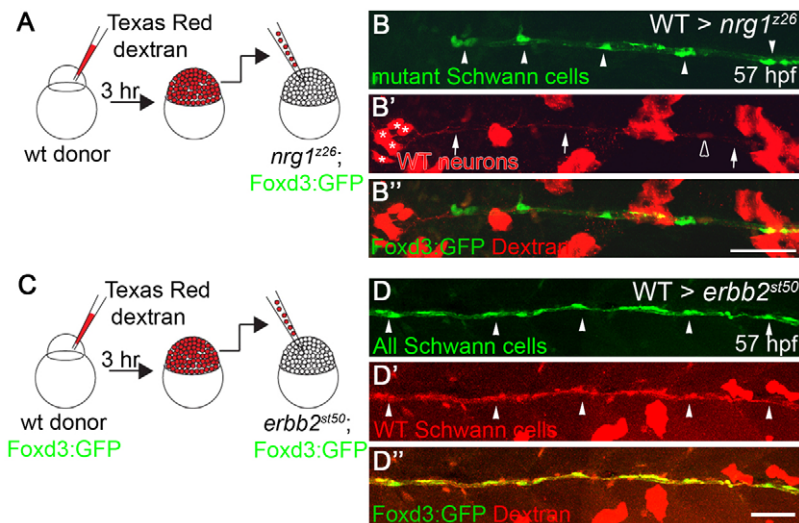 A
Texas Red
dextran
3 hr
wt donor
nrg1z26;
Foxd3:GFP
B
WT > nrg1z26
mutant Schwann cells
57 hpf
B'
****
WT neurons
B''
Foxd3:GFP Dextran
C
Texas Red
dextran
3 hr
wt donor
Foxd3:GFP
erbb2st50;
Foxd3:GFP
D
WT > erbb2st50
All Schwann cells
57 hpf
D'
WT Schwann cells
D''
Foxd3:GFP Dextran